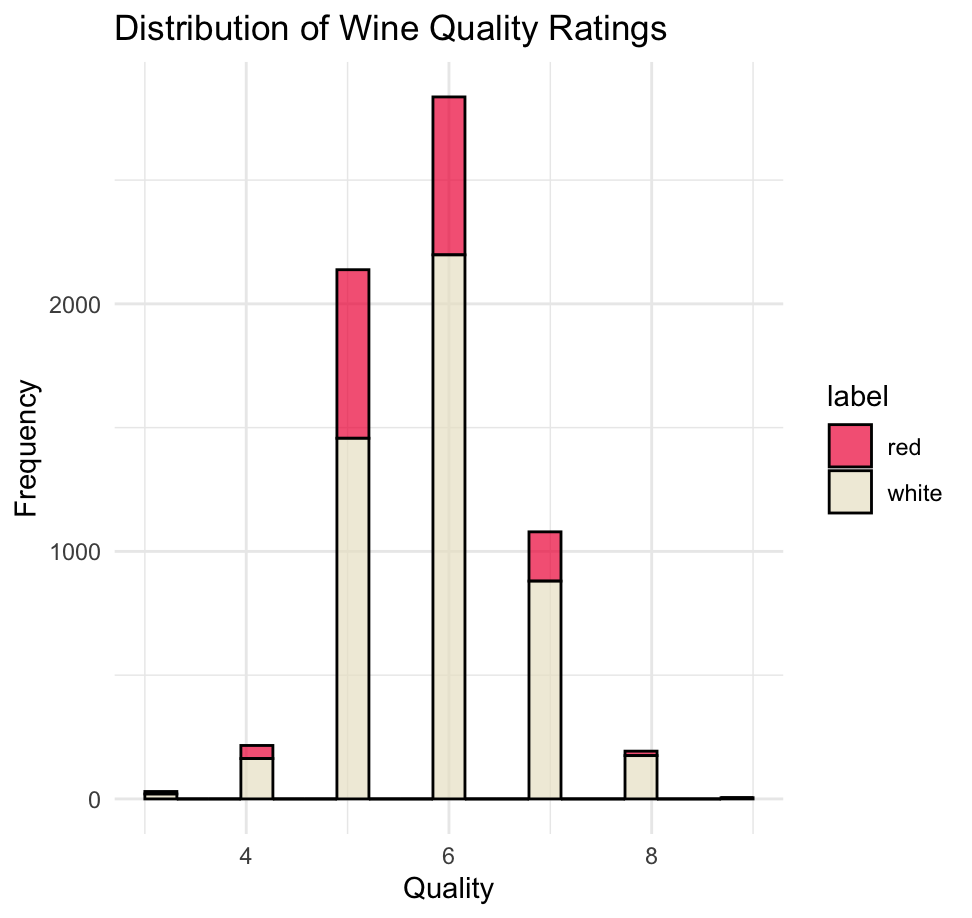 Distribution of Wine Quality Ratings
Frequency
2000
1000
0
4 6 8
Quality
label
red
white